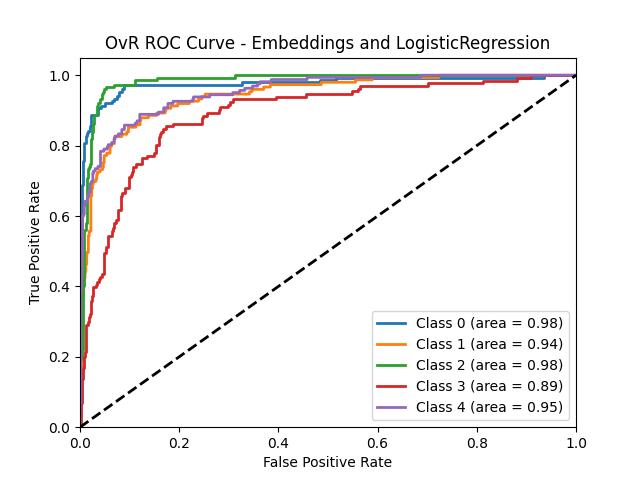 OvR ROC Curve - Embeddings and LogisticRegression
1.0
0.8
0.6
0.4
0.2
0.0
True Positive Rate
Class 0 (area = 0.98)
Class 1 (area = 0.94)
Class 2 (area = 0.98)
Class 3 (area = 0.89)
Class 4 (area = 0.95)
0.0 0.2 0.4 0.6 0.8 1.0
False Positive Rate